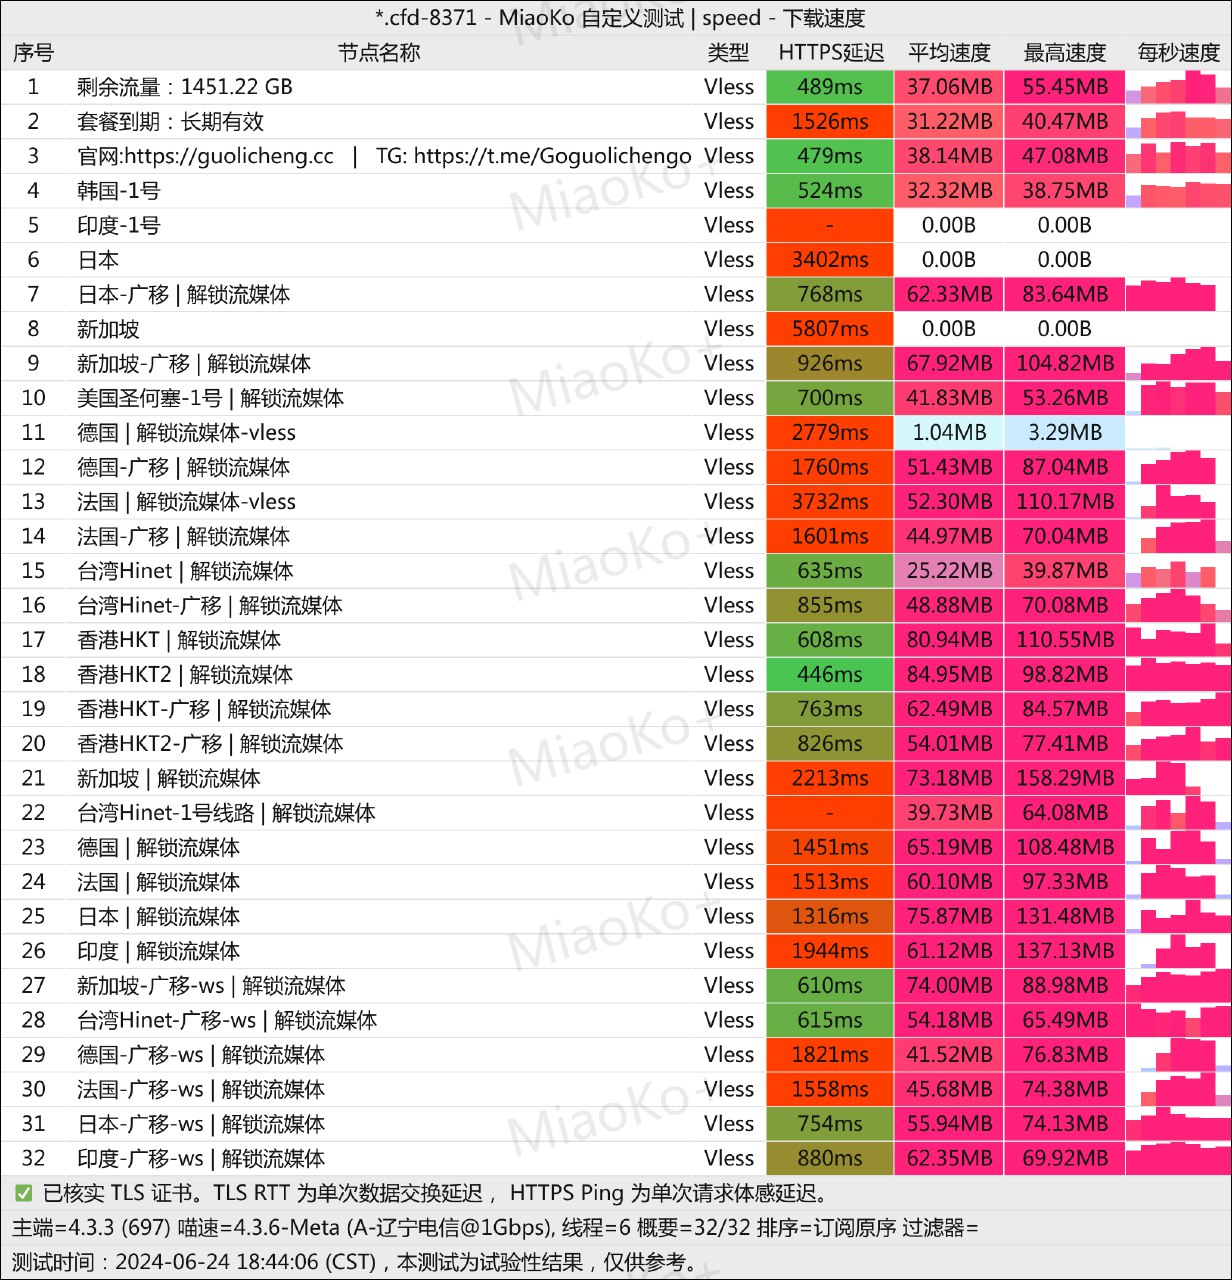 *.cfd-8371 - MiaoKo 自定义测试 | speed - 下载速度
序号 节点名称 类型 HTTPS延迟 平均速度 最高速度 每秒速度
1 剩余流量：1451.22 GB Vless 489ms 37.06MB 55.45MB
2 套餐到期：长期有效 Vless 1526ms 31.22MB 40.47MB
3 官网:https://guolicheng.cc | TG: https://t.me/Goguolichengo Vless 479ms 38.14MB 47.08MB
4 韩国-1号 Vless 524ms 32.32MB 38.75MB
5 印度-1号 Vless - 0.00B 0.00B
6 日本 Vless 3402ms 0.00B 0.00B
7 日本-广移 | 解锁流媒体 Vless 768ms 62.33MB 83.64MB
8 新加坡 Vless 5807ms 0.00B 0.00B
9 新加坡-广移 | 解锁流媒体 Vless 926ms 67.92MB 104.82MB
10 美国圣何塞-1号 | 解锁流媒体 Vless 700ms 41.83MB 53.26MB
11 德国 | 解锁流媒体-vless Vless 2779ms 1.04MB 3.29MB
12 德国-广移 | 解锁流媒体 Vless 1760ms 51.43MB 87.04MB
13 法国 | 解锁流媒体-vless Vless 3732ms 52.30MB 110.17MB
14 法国-广移 | 解锁流媒体 Vless 1601ms 44.97MB 70.04MB
15 台湾Hinet | 解锁流媒体 Vless 635ms 25.22MB 39.87MB
16 台湾Hinet-广移 | 解锁流媒体 Vless 855ms 48.88MB 70.08MB
17 香港HKT | 解锁流媒体 Vless 608ms 80.94MB 110.55MB
18 香港HKT2 | 解锁流媒体 Vless 446ms 84.95MB 98.82MB
19 香港HKT-广移 | 解锁流媒体 Vless 763ms 62.49MB 84.57MB
20 香港HKT2-广移 | 解锁流媒体 Vless 826ms 54.01MB 77.41MB
21 新加坡 | 解锁流媒体 Vless 2213ms 73.18MB 158.29MB
22 台湾Hinet-1号线路 | 解锁流媒体 Vless - 39.73MB 64.08MB
23 德国 | 解锁流媒体 Vless 1451ms 65.19MB 108.48MB
24 法国 | 解锁流媒体 Vless 1513ms 60.10MB 97.33MB
25 日本 | 解锁流媒体 Vless 1316ms 75.87MB 131.48MB
26 印度 | 解锁流媒体 Vless 1944ms 61.12MB 137.13MB
27 新加坡-广移-ws | 解锁流媒体 Vless 610ms 74.00MB 88.98MB
28 台湾Hinet-广移-ws | 解锁流媒体 Vless 615ms 54.18MB 65.49MB
29 德国-广移-ws | 解锁流媒体 Vless 1821ms 41.52MB 76.83MB
30 法国-广移-ws | 解锁流媒体 Vless 1558ms 45.68MB 74.38MB
31 日本-广移-ws | 解锁流媒体 Vless 754ms 55.94MB 74.13MB
32 印度-广移-ws | 解锁流媒体 Vless 880ms 62.35MB 69.92MB
✅ 已核实 TLS 证书。TLS RTT 为单次数据交换延迟，HTTPS Ping 为单次请求体感延迟。
主端=4.3.3 (697) 喵速=4.3.6-Meta (A-辽宁电信@1Gbps), 线程=6 概要=32/32 排序=订阅原序 过滤器=
测试时间：2024-06-24 18:44:06 (CST)，本测试为试验性结果，仅供参考。
MiaoKo+
MiaoKo+
MiaoKo+
MiaoKo+
MiaoKo+
MiaoKo+